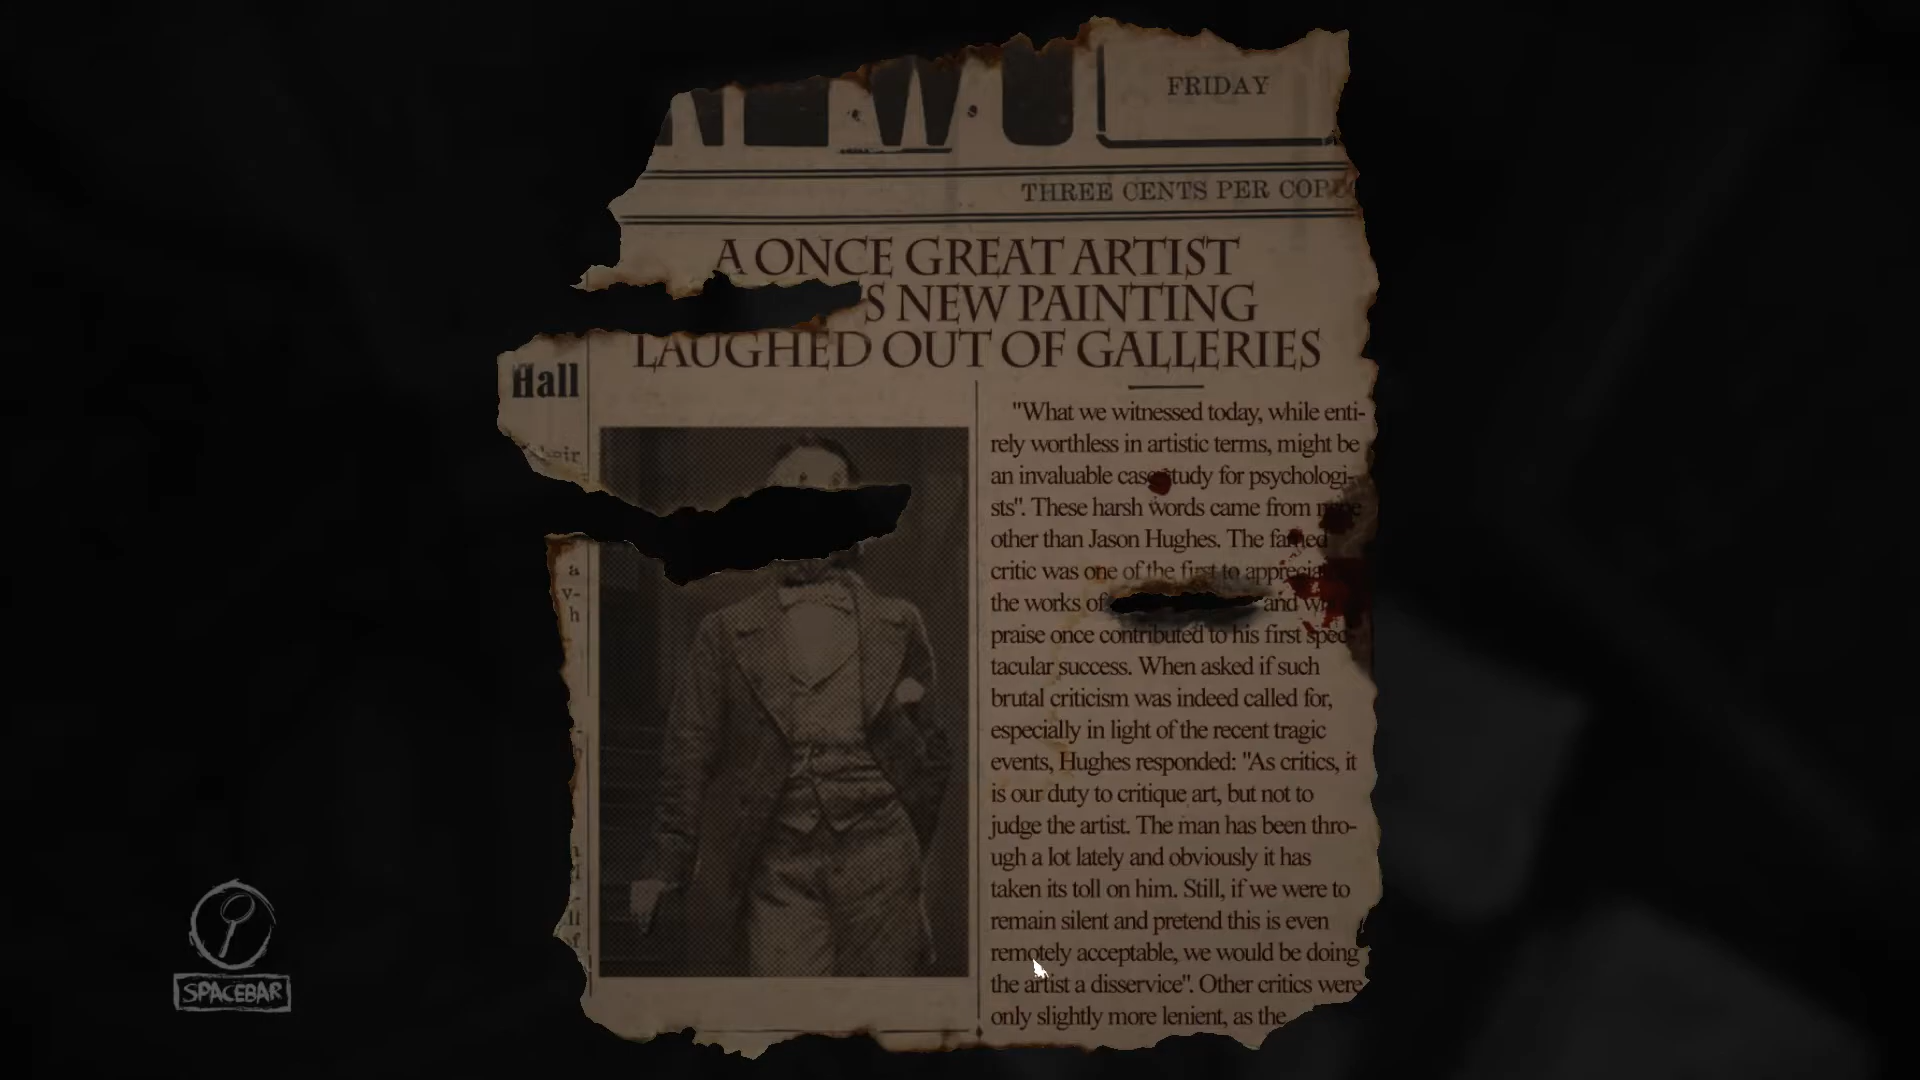 FRIDAY
THREE CENTS PER COPY
A ONCE GREAT ARTIST
S NEW PAINTING
LAUGHED OUT OF GALLERIES
Hall
"What we witnessed today, while enti-
rely worthless in artistic terms, might be
an invaluable case study for psychologi-
sts". These harsh words came from
other than Jason Hughes. The famed
critic was one of the first to apprecia
the works of
and
praise once contributed to his first spec-
tacular success. When asked if such
brutal criticism was indeed called for,
especially in light of the recent tragic
events, Hughes responded: "As critics, it
is our duty to critique art, but not to
judge the artist. The man has been thro-
ugh a lot lately and obviously it has
taken its toll on him. Still, if we were to
remain silent and pretend this is even
remotely acceptable, we would be doing
the artist a disservice". Other critics were
only slightly more lenient, as the
a
v-
h
SPACEBAR